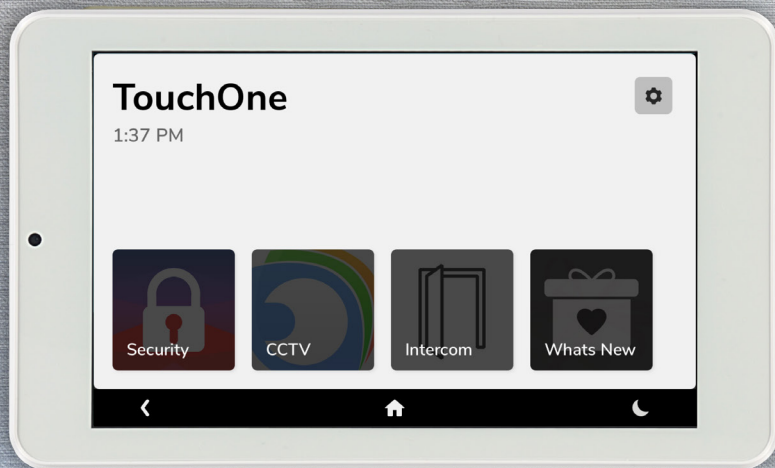 TouchOne
1:37 PM
Security
CCTV
Intercom
Whats New